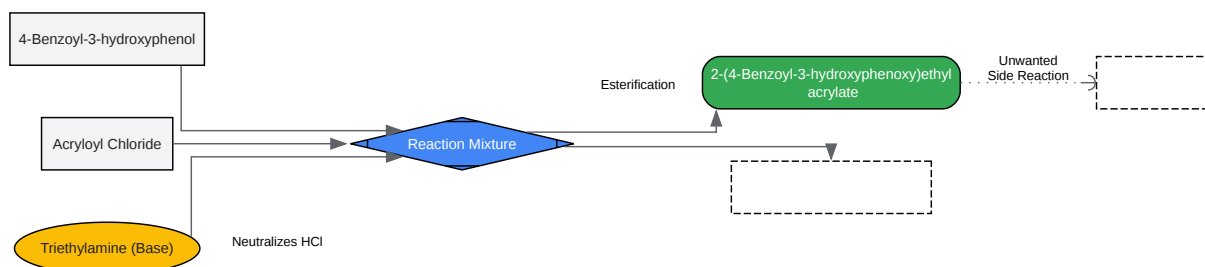 4-Benzoyl-3-hydroxyphenol
Acryloyl Chloride
Triethylamine (Base)
Neutralizes HCl
Reaction Mixture
Esterification
2-(4-Benzoyl-3-hydroxyphenoxy)ethyl
acrylate
Unwanted
Side Reaction